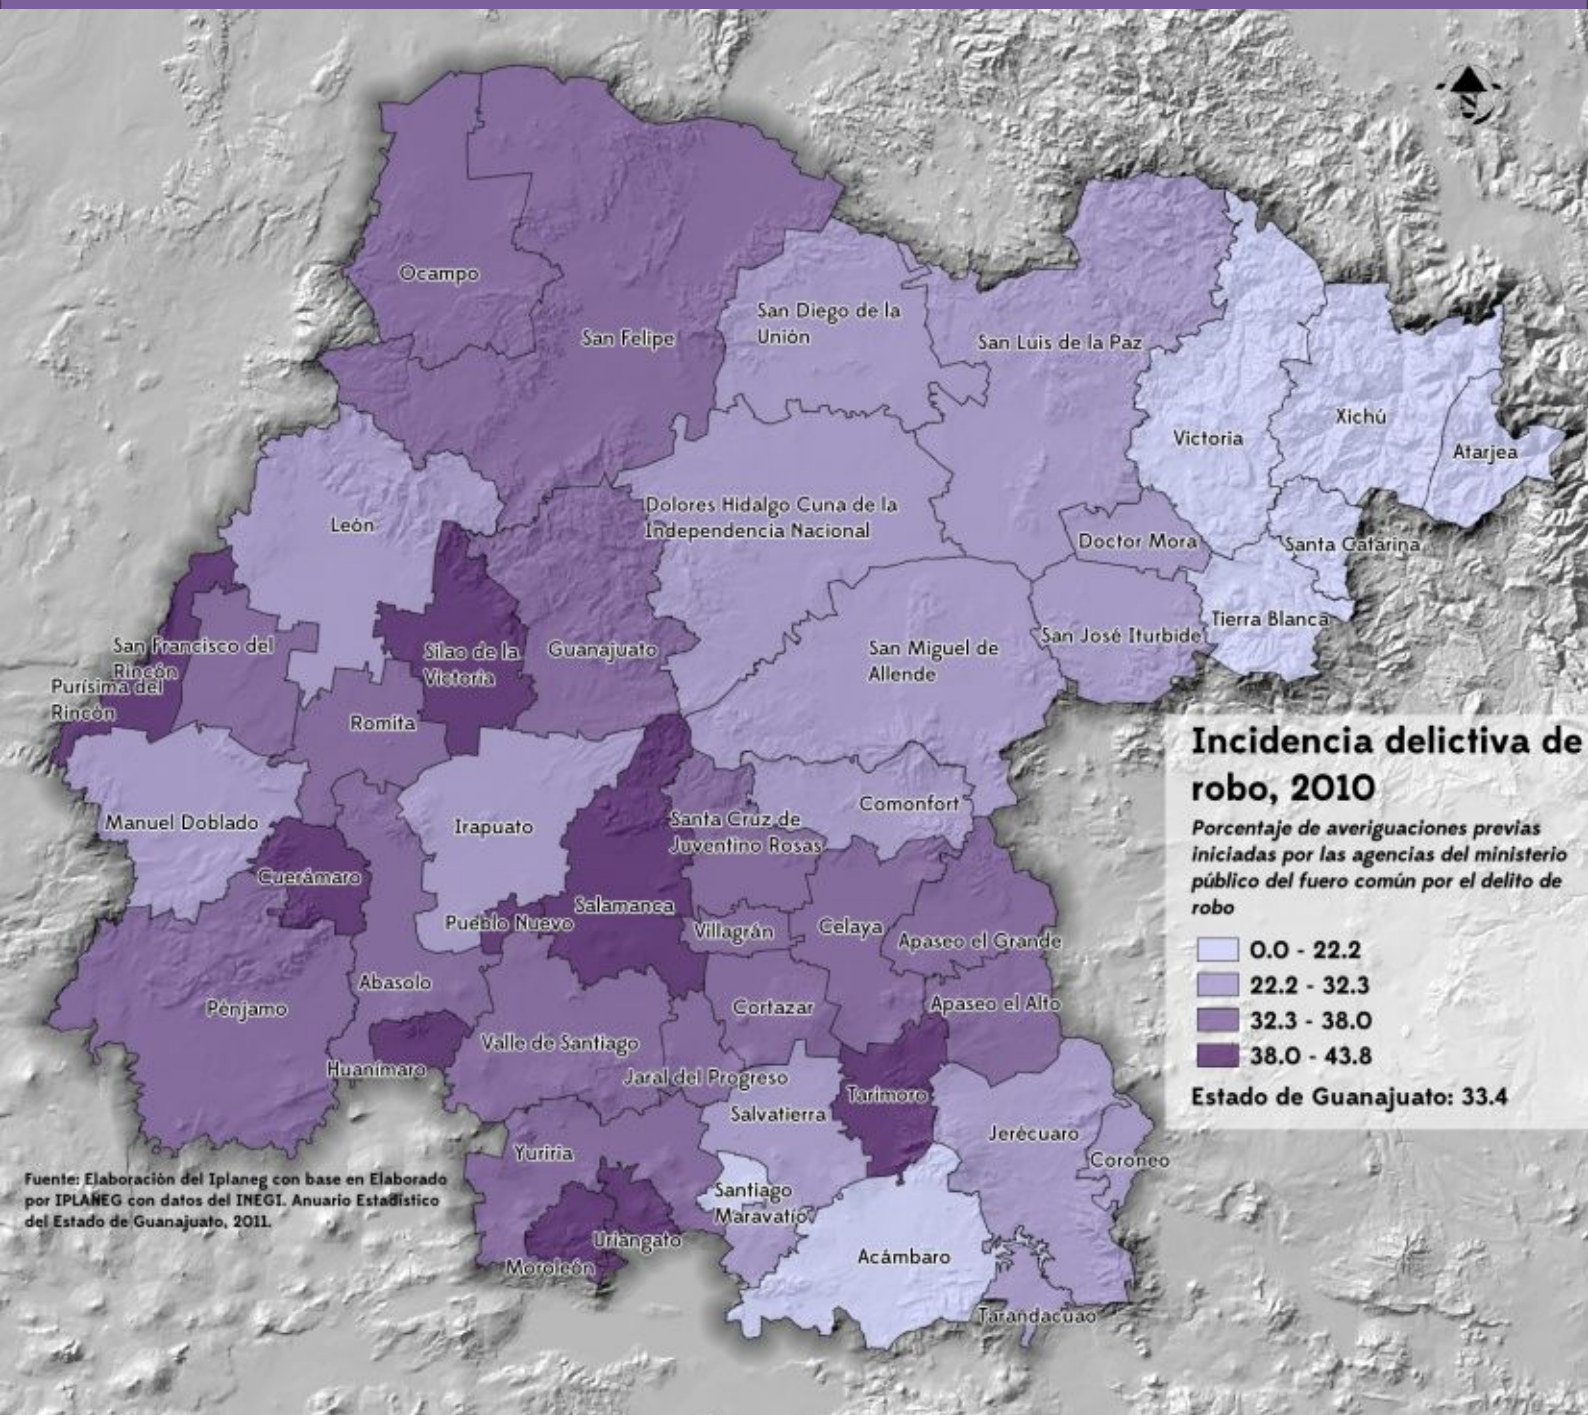 Ocampo
San Felipe
San Diego de la
Unión
San Luis de la Paz
Xichú
Victoria
Atarjea
León
Dolores Hidalgo Cuna de la
Independencia Nacional
Doctor Mora
Santa Catarina
Tierra Blanca
San José Iturbide
San Miguel de
Allende
San Francisco del
Rincón
Purísima del
Rincón
Silao de la
Victoria
Guanajuato
Romita
Manuel Doblado
Irapuato
Comonfort
Santa Cruz de
Juventino Rosas
Cuerámaro
Salamanca
Pueblo Nuevo
Villagrán
Celaya
Apaseo el Grande
Abasolo
Pénjamo
Cortazar
Apaseo el Alto
Valle de Santiago
Huanímaro
Jaral del Progreso
Tarimoro
Salvatierra
Jerécuaro
Yuriria
Coroneo
Santiago
Maravatío
Uriangato
Moroleón
Acámbaro
Tarandacuao
Incidencia delictiva de
robo, 2010
Porcentaje de averiguaciones previas
iniciadas por las agencias del ministerio
público del fuero común por el delito de
robo
0.0 - 22.2
22.2 - 32.3
32.3 - 38.0
38.0 - 43.8
Estado de Guanajuato: 33.4
Fuente: Elaboración del Iplaneg con base en Elaborado
por IPLANEG con datos del INEGI. Anuario Estadístico
del Estado de Guanajuato, 2011.
N